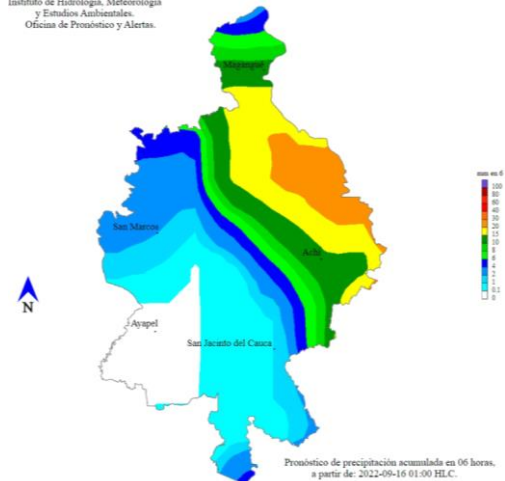 Instituto de Hidrología, Meteorología
y Estudios Ambientales.
Oficina de Pronóstico y Alertas.
Magangué
San Marcos
Achí
Ayapel
San Jacinto del Cauca
N
mm en 6
100
80
60
40
30
20
15
10
8
6
4
2
1
0.1
0
Pronóstico de precipitación acumulada en 06 horas,
a partir de: 2022-09-16 01:00 HLC.